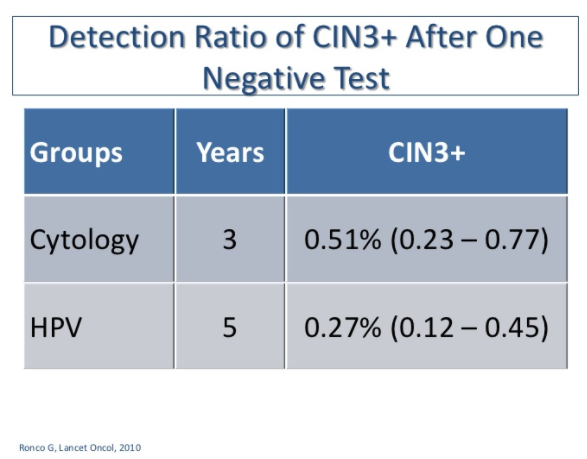 Detection Ratio of CIN3+ After One
Negative Test
Groups Years CIN3+
Cytology 3 0.51% (0.23 – 0.77)
HPV 5 0.27% (0.12 – 0.45)
Ronco G, Lancet Oncol, 2010